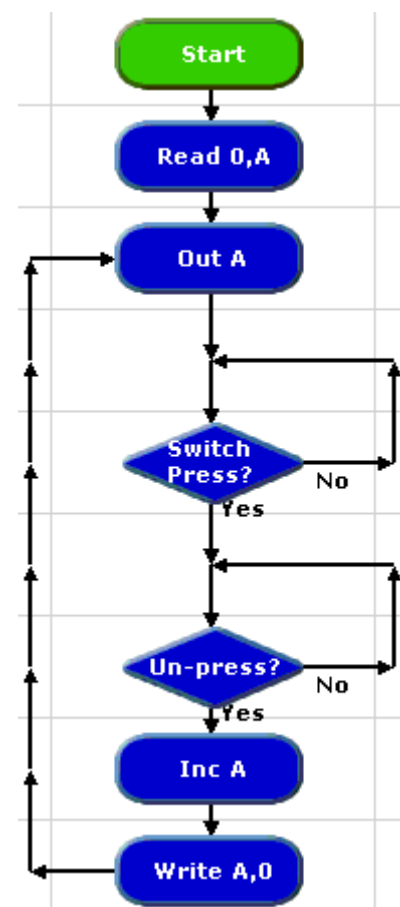 Start
Read 0,A
Out A
Switch
Press?
No
Yes
Un-press?
No
Yes
Inc A
Write A,0